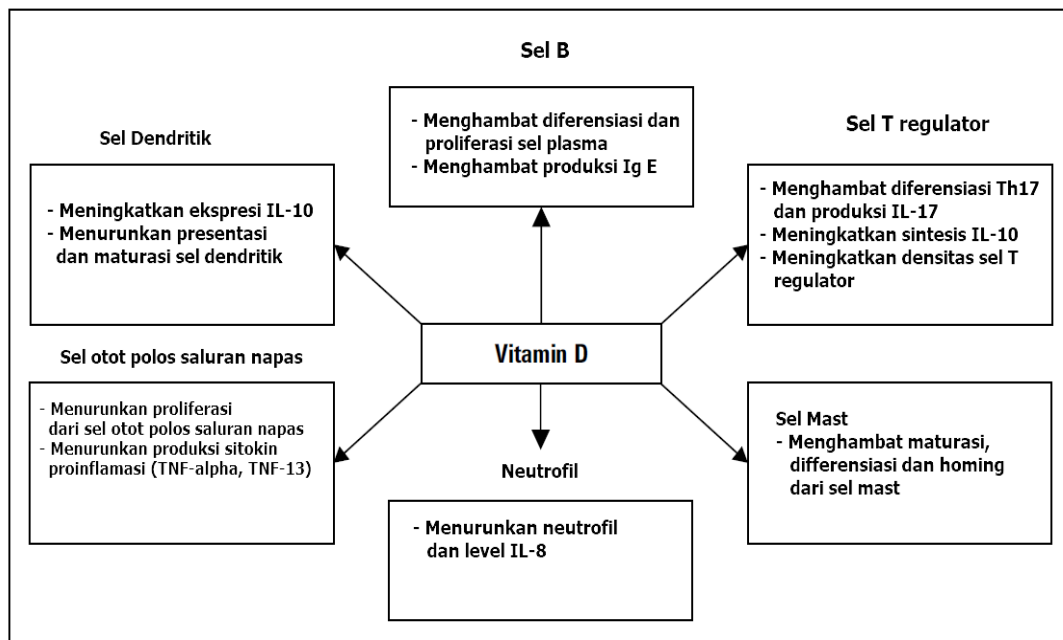 Sel B
- Menghambat diferensiasi dan
proliferasi sel plasma
- Menghambat produksi Ig E
Sel Dendritik
- Meningkatkan ekspresi IL-10
- Menurunkan presentasi
dan maturasi sel dendritik
Sel T regulator
- Menghambat diferensiasi Th17
dan produksi IL-17
- Meningkatkan sintesis IL-10
- Meningkatkan densitas sel T
regulator
Vitamin D
Sel otot polos saluran napas
- Menurunkan proliferasi
dari sel otot polos saluran napas
- Menurunkan produksi sitokin
proinflamasi (TNF-alpha, TNF-13)
Neutrofil
- Menurunkan neutrofil
dan level IL-8
Sel Mast
- Menghambat maturasi,
differensiasi dan homing
dari sel mast